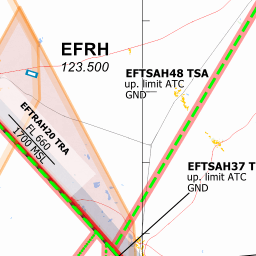 EFRH
123.500
EFTSAH48 TSA
up. limit ATC
GND
EFTRAH20 TRA
FL 660
1700 MSL
EFTSAH37 T
up. limit ATC
GND